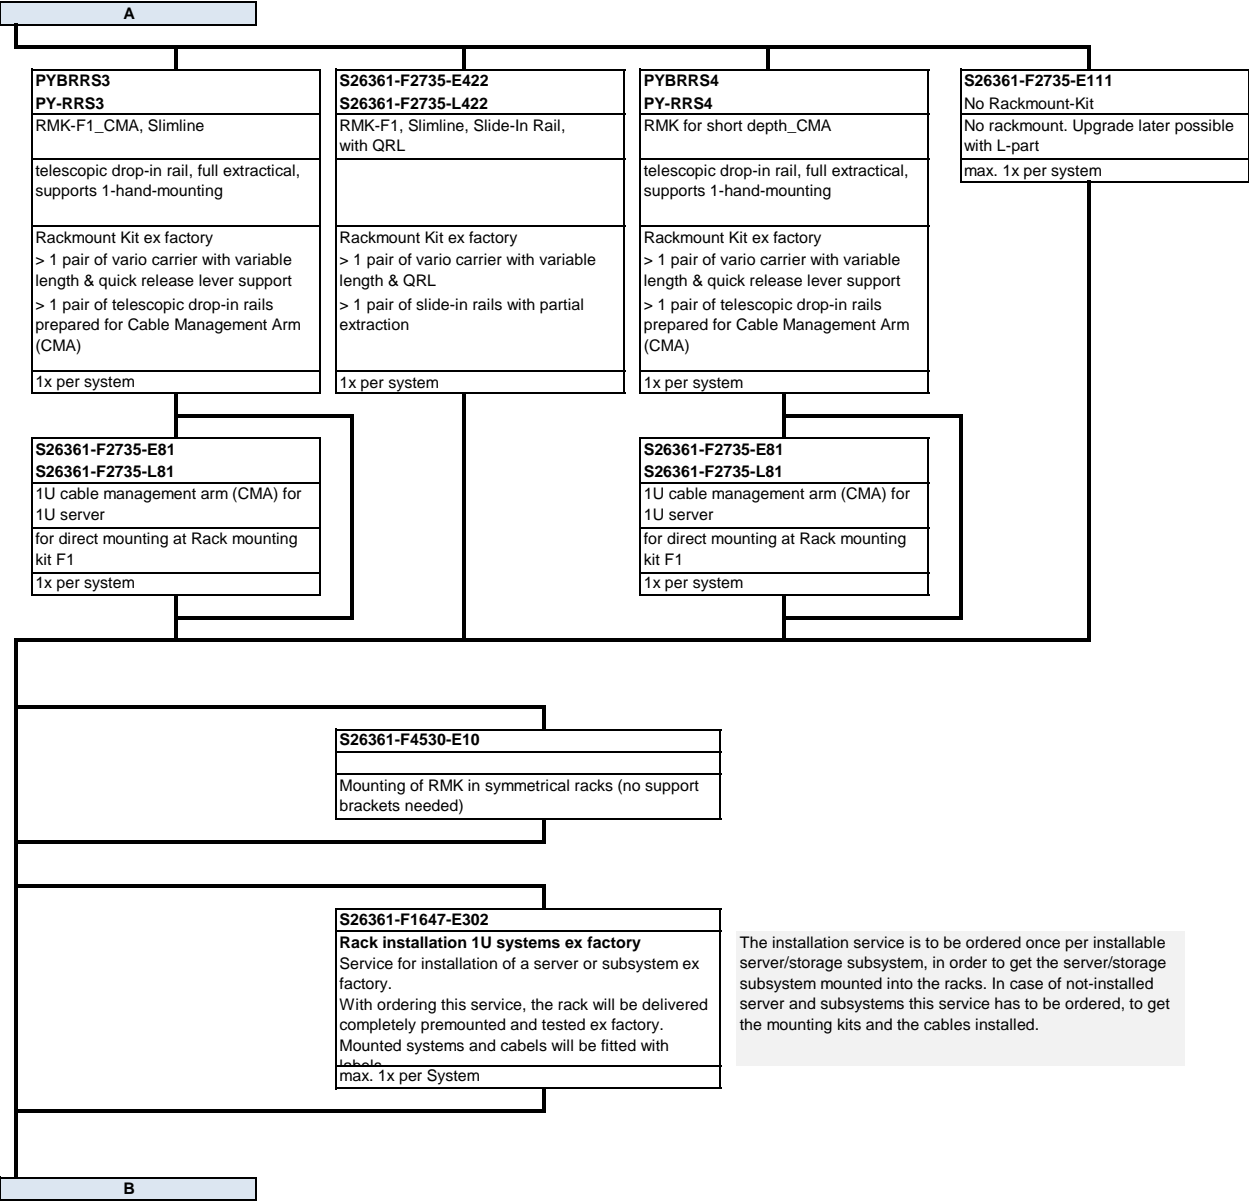 A
PYBRRS3
PY-RRS3
RMK-F1_CMA, Slimline
telescopic drop-in rail, full extractical,
supports 1-hand-mounting
Rackmount Kit ex factory
> 1 pair of vario carrier with variable
length & quick release lever support
> 1 pair of telescopic drop-in rails
prepared for Cable Management Arm
(CMA)
1x per system
S26361-F2735-E422
S26361-F2735-L422
RMK-F1, Slimline, Slide-In Rail,
with QRL
Rackmount Kit ex factory
> 1 pair of vario carrier with variable
length & QRL
> 1 pair of slide-in rails with partial
extraction
1x per system
PYBRRS4
PY-RRS4
RMK for short depth_CMA
telescopic drop-in rail, full extractical,
supports 1-hand-mounting
Rackmount Kit ex factory
> 1 pair of vario carrier with variable
length & quick release lever support
> 1 pair of telescopic drop-in rails
prepared for Cable Management Arm
(CMA)
1x per system
S26361-F2735-E111
No Rackmount-Kit
No rackmount. Upgrade later possible
with L-part
max. 1x per system
S26361-F2735-E81
S26361-F2735-L81
1U cable management arm (CMA) for
1U server
for direct mounting at Rack mounting
kit F1
1x per system
S26361-F2735-E81
S26361-F2735-L81
1U cable management arm (CMA) for
1U server
for direct mounting at Rack mounting
kit F1
1x per system
S26361-F4530-E10
Mounting of RMK in symmetrical racks (no support
brackets needed)
S26361-F1647-E302
Rack installation 1U systems ex factory
Service for installation of a server or subsystem ex
factory.
With ordering this service, the rack will be delivered
completely premounted and tested ex factory.
Mounted systems and cabels will be fitted with
max. 1x per System
The installation service is to be ordered once per installable
server/storage subsystem, in order to get the server/storage
subsystem mounted into the racks. In case of not-installed
server and subsystems this service has to be ordered, to get
the mounting kits and the cables installed.
B